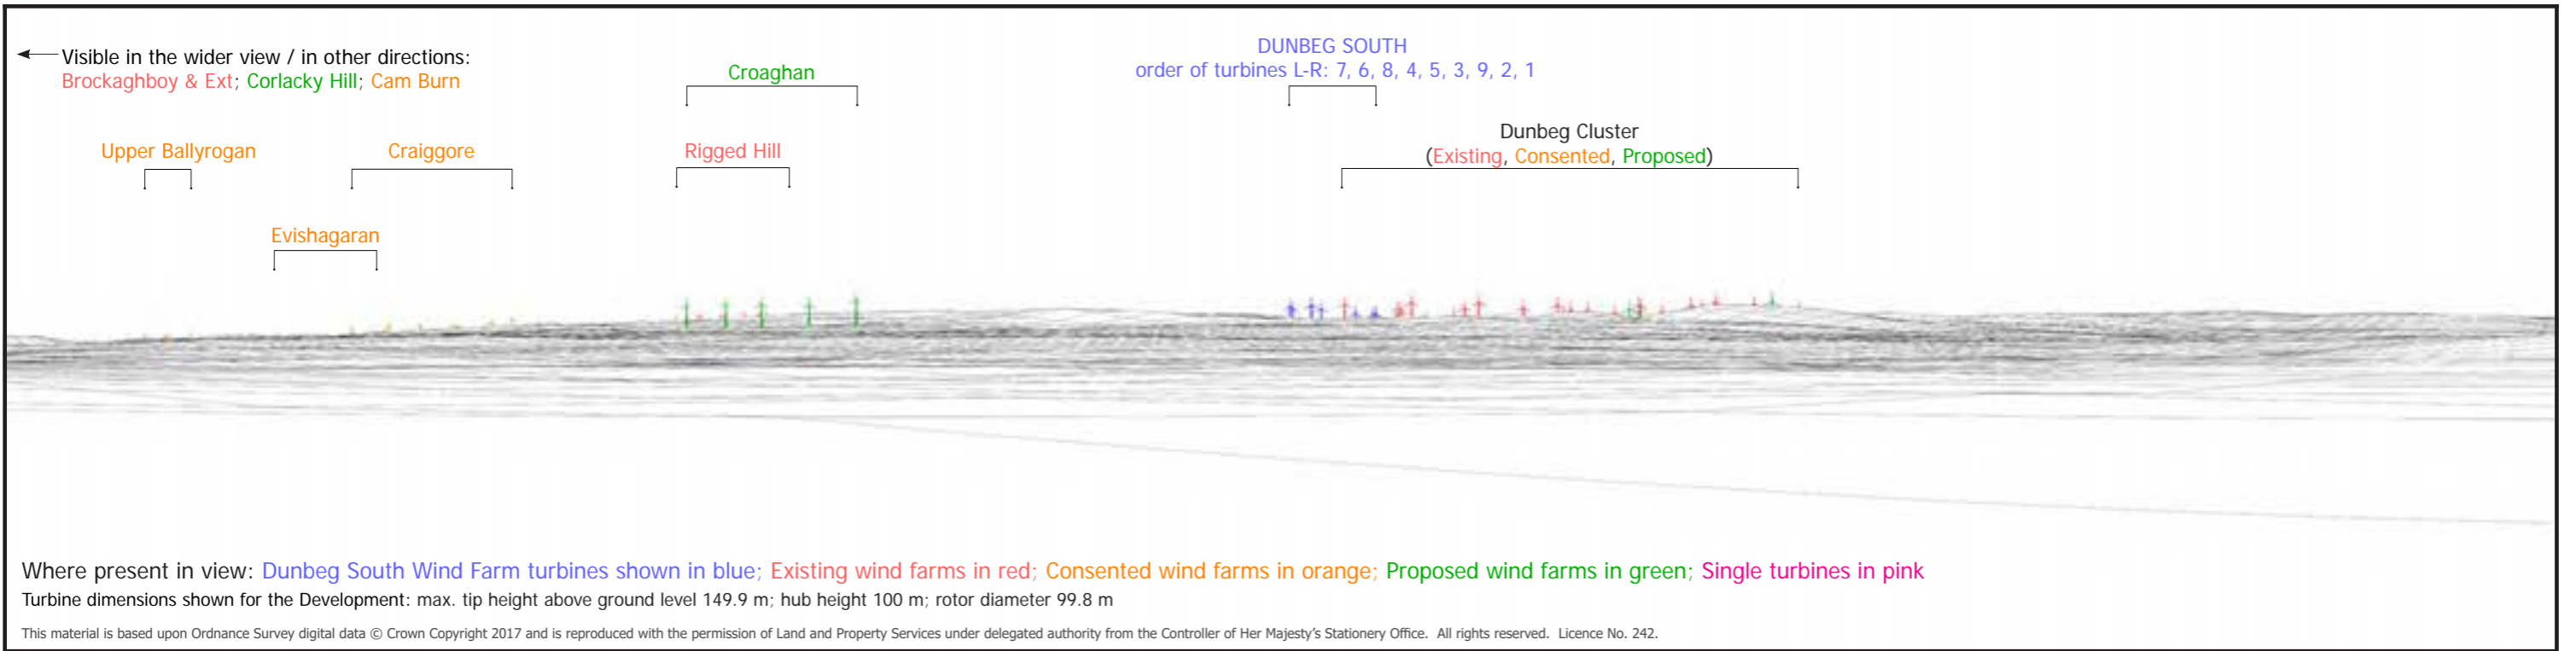 Visible in the wider view / in other directions:
Brockaghboy & Ext; Corlacky Hill; Cam Burn
Upper Ballyrogan
Evishagaran
Craiggore
Croaghan
Rigged Hill
DUNBEG SOUTH
order of turbines L-R: 7, 6, 8, 4, 5, 3, 9, 2, 1
Dunbeg Cluster
(Existing, Consented, Proposed)
Where present in view: Dunbeg South Wind Farm turbines shown in blue; Existing wind farms in red; Consented wind farms in orange; Proposed wind farms in green; Single turbines in pink
Turbine dimensions shown for the Development: max. tip height above ground level 149.9 m; hub height 100 m; rotor diameter 99.8 m
This material is based upon Ordnance Survey digital data © Crown Copyright 2017 and is reproduced with the permission of Land and Property Services under delegated authority from the Controller of Her Majesty's Stationery Office. All rights reserved. Licence No. 242.